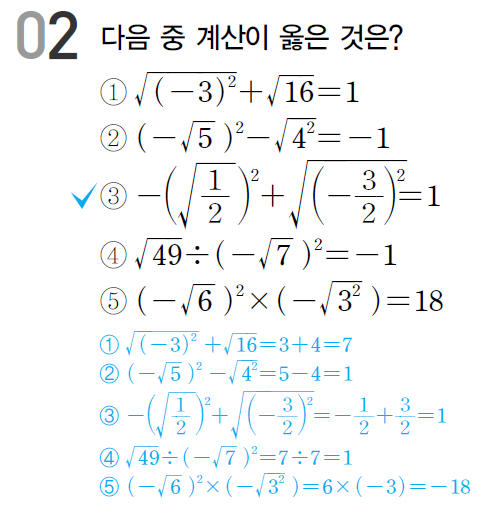 02 다음 중 계산이 옳은 것은?
① √(-3)²+√16=1
② (-√5 )²-√4²=-1
③ -(√1/2)²+√(-3/2)²=1
④ √49÷(-√7 )²=-1
⑤ (-√6 )²×(-√3² )=18
① √(-3)² +√16=3+4=7
② (-√5 )² -√4²=5-4=1
③ -(√1/2)²+√(-3/2)²=-1/2+3/2=1
④ √49÷(-√7 )²=7÷7=1
⑤ (-√6 )²×(-√3² )=6×(-3)=-18